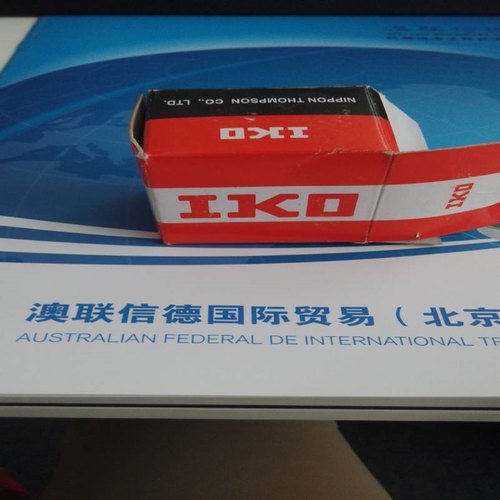 NIPPON THOMPSON CO., LTD.
IKO
IKO
IKO
澳联信德国际贸易（北京
AUSTRALIAN FEDERAL DE INTERNATIONAL TR